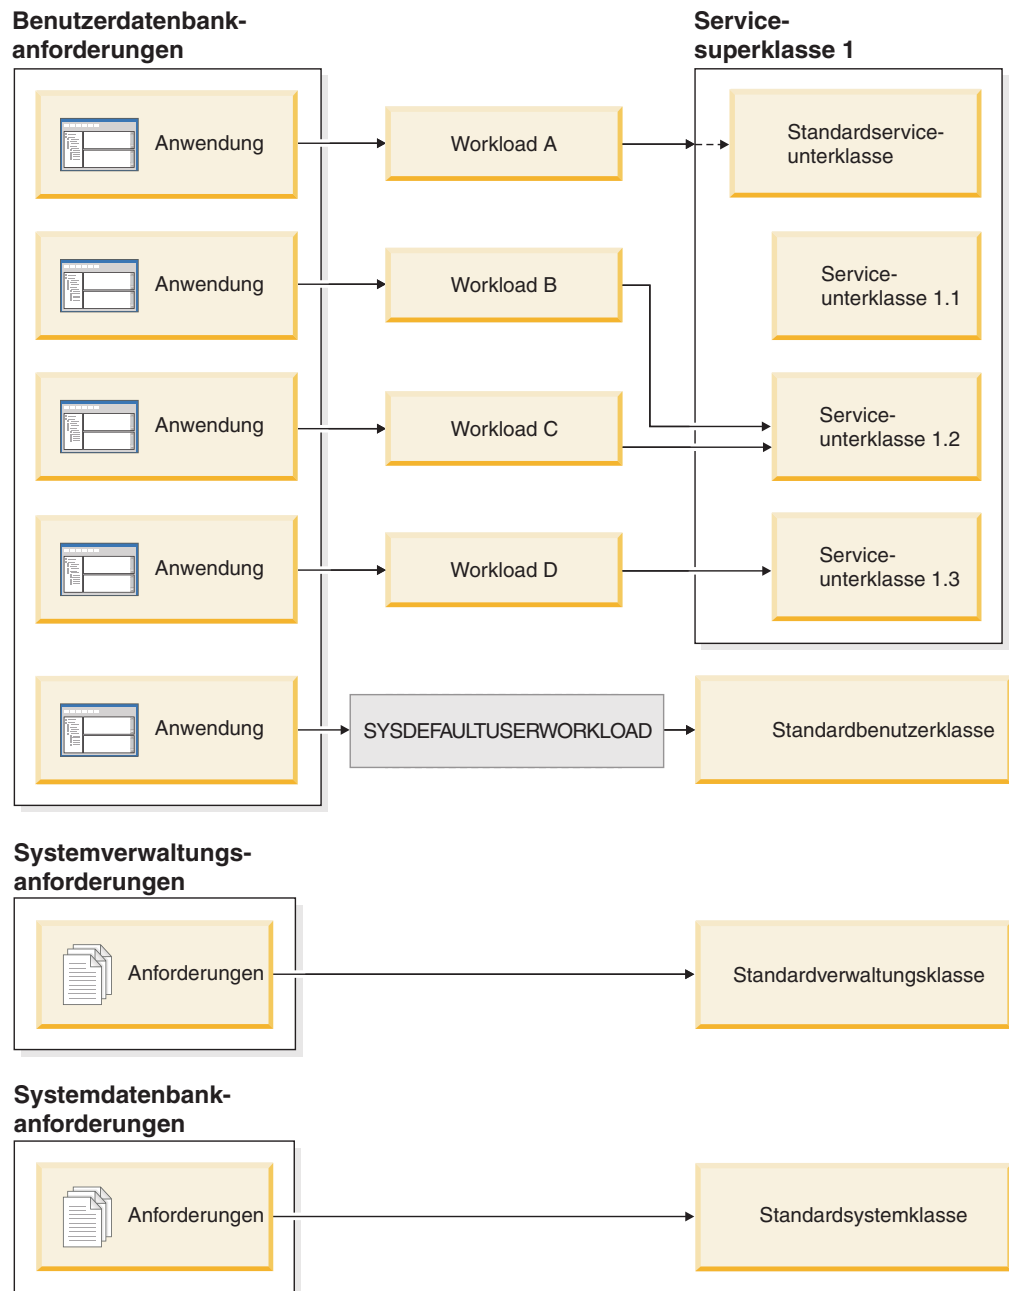 Benutzerdatenbank-
anforderungen
Service-
superklasse 1
Anwendung
Workload A
Standardservice-
unterklasse
Anwendung
Workload B
Service-
unterklasse 1.1
Anwendung
Workload C
Service-
unterklasse 1.2
Anwendung
Workload D
Service-
unterklasse 1.3
Anwendung
SYSDEFAULTUSERWORKLOAD
Standardbenutzerklasse
Systemverwaltungs-
anforderungen
Anforderungen
Standardverwaltungsklasse
Systemdatenbank-
anforderungen
Anforderungen
Standardsystemklasse